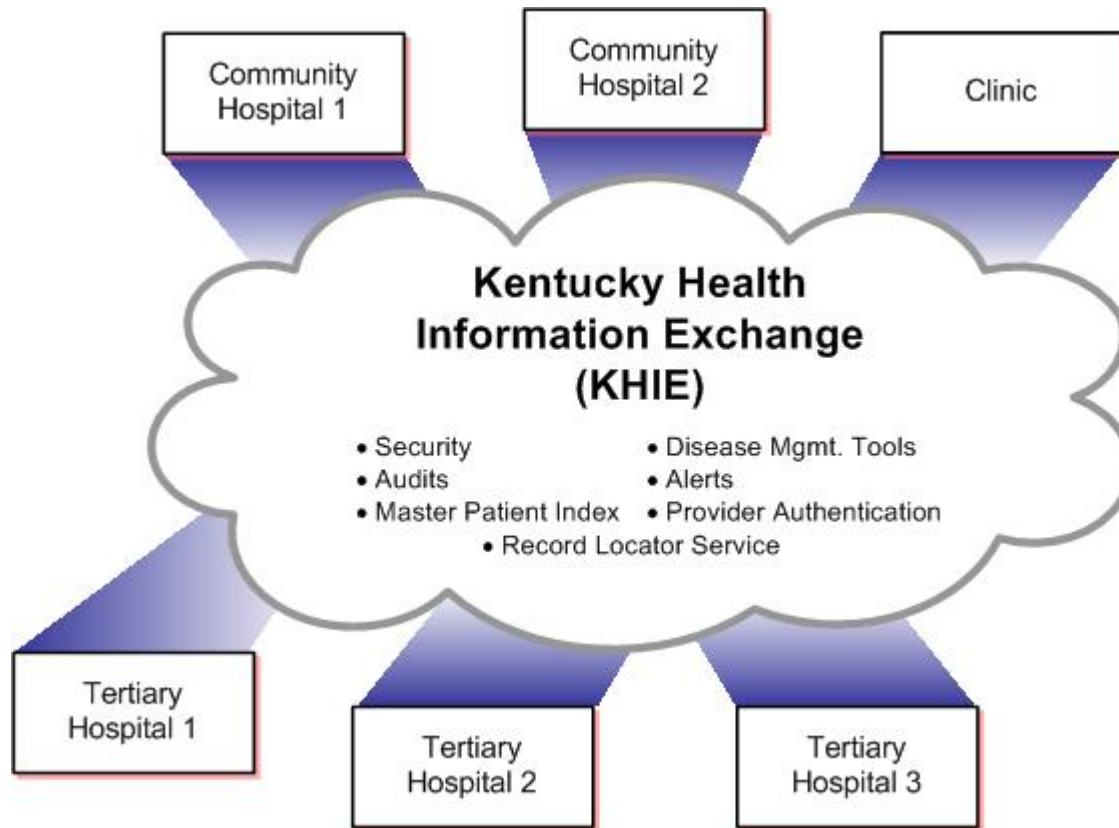 Community
Hospital 1
Community
Hospital 2
Clinic
Kentucky Health
Information Exchange
(KHIE)
• Security
• Audits
• Master Patient Index
• Disease Mgmt. Tools
• Alerts
• Provider Authentication
• Record Locator Service
Tertiary
Hospital 1
Tertiary
Hospital 2
Tertiary
Hospital 3